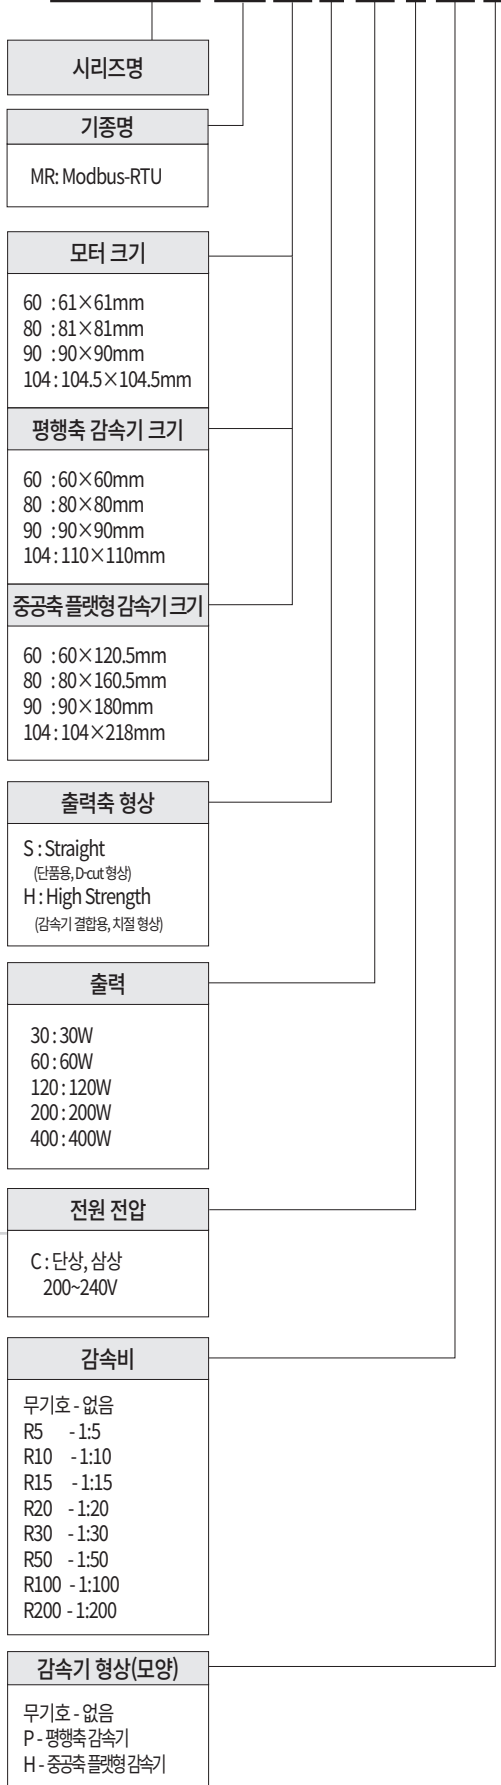 시리즈명
기종명
MR: Modbus-RTU
모터 크기
60 : 61×61mm
80 : 81×81mm
90 : 90×90mm
104 : 104.5×104.5mm
평행축 감속기 크기
60 : 60×60mm
80 : 80×80mm
90 : 90×90mm
104 : 110×110mm
중공축 플랫형 감속기 크기
60 : 60×120.5mm
80 : 80×160.5mm
90 : 90×180mm
104 : 104×218mm
출력축 형상
S : Straight
(단품용, D-cut 형상)
H : High Strength
(감속기 결합용, 치절 형상)
출력
30 : 30W
60 : 60W
120 : 120W
200 : 200W
400 : 400W
전원 전압
C : 단상, 삼상
200~240V
감속비
무기호 - 없음
R5 - 1:5
R10 - 1:10
R15 - 1:15
R20 - 1:20
R30 - 1:30
R50 - 1:50
R100 - 1:100
R200 - 1:200
감속기 형상(모양)
무기호 - 없음
P - 평행축 감속기
H - 중공축 플랫형 감속기